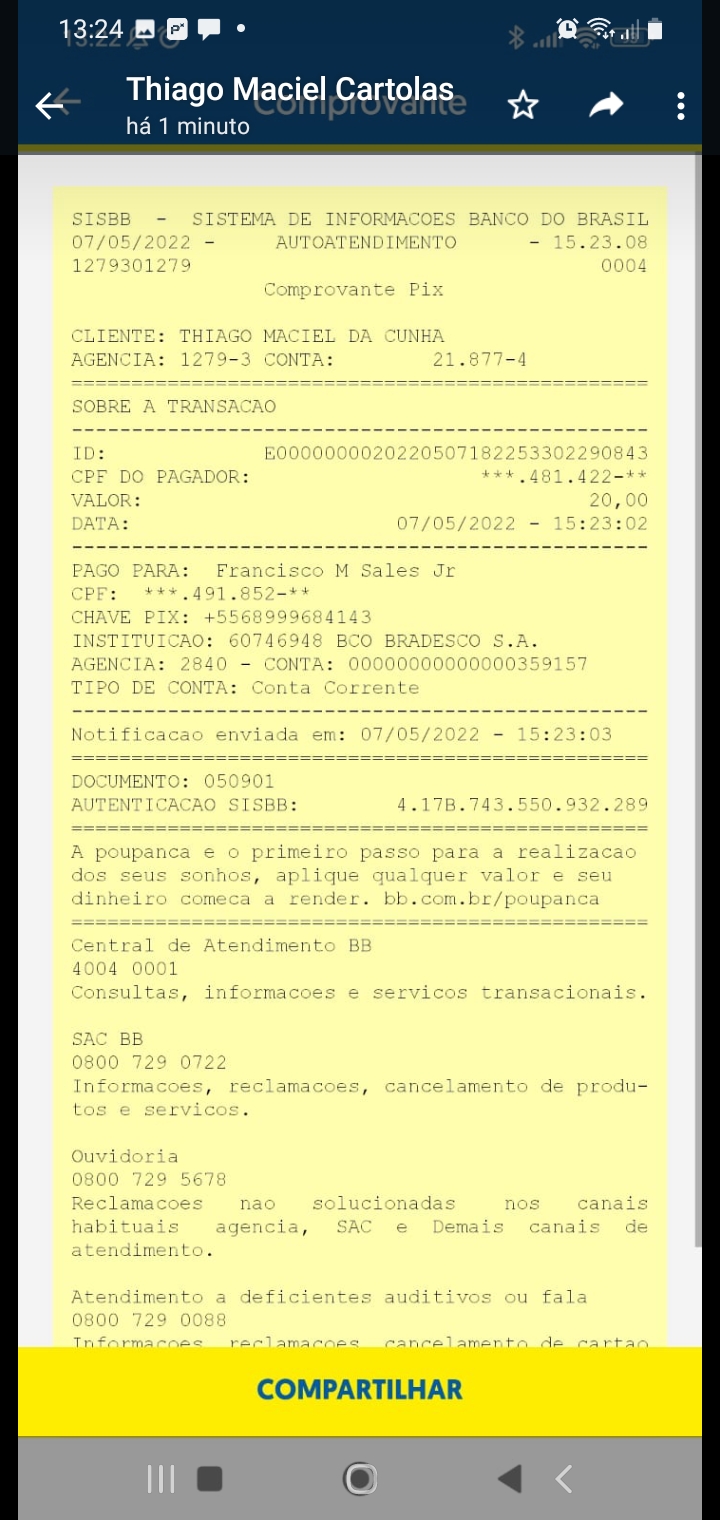 13:24
13:22
Thiago Maciel Cartolas
Comprovante
há 1 minuto
SISBB - SISTEMA DE INFORMACOES BANCO DO BRASIL
07/05/2022 - AUTOATENDIMENTO - 15.23.08
1279301279 0004
Comprovante Pix
CLIENTE: THIAGO MACIEL DA CUNHA
AGENCIA: 1279-3 CONTA: 21.877-4
================================================
SOBRE A TRANSACAO
------------------------------------------------
ID: E0000000020220507182253302290843
CPF DO PAGADOR: ***.481.422-**
VALOR: 20,00
DATA: 07/05/2022 - 15:23:02
------------------------------------------------
PAGO PARA: Francisco M Sales Jr
CPF: ***.491.852-**
CHAVE PIX: +5568999684143
INSTITUICAO: 60746948 BCO BRADESCO S.A.
AGENCIA: 2840 - CONTA: 00000000000000359157
TIPO DE CONTA: Conta Corrente
------------------------------------------------
Notificacao enviada em: 07/05/2022 - 15:23:03
================================================
DOCUMENTO: 050901
AUTENTICACAO SISBB: 4.17B.743.550.932.289
================================================
A poupanca e o primeiro passo para a realizacao
dos seus sonhos, aplique qualquer valor e seu
dinheiro comeca a render. bb.com.br/poupanca
================================================
Central de Atendimento BB
4004 0001
Consultas, informacoes e servicos transacionais.
SAC BB
0800 729 0722
Informacoes, reclamacoes, cancelamento de produ-
tos e servicos.
Ouvidoria
0800 729 5678
Reclamacoes nao solucionadas nos canais
habituais agencia, SAC e Demais canais de
atendimento.
Atendimento a deficientes auditivos ou fala
0800 729 0088
Informacoes, reclamacoes, cancelamento de cartao
COMPARTILHAR